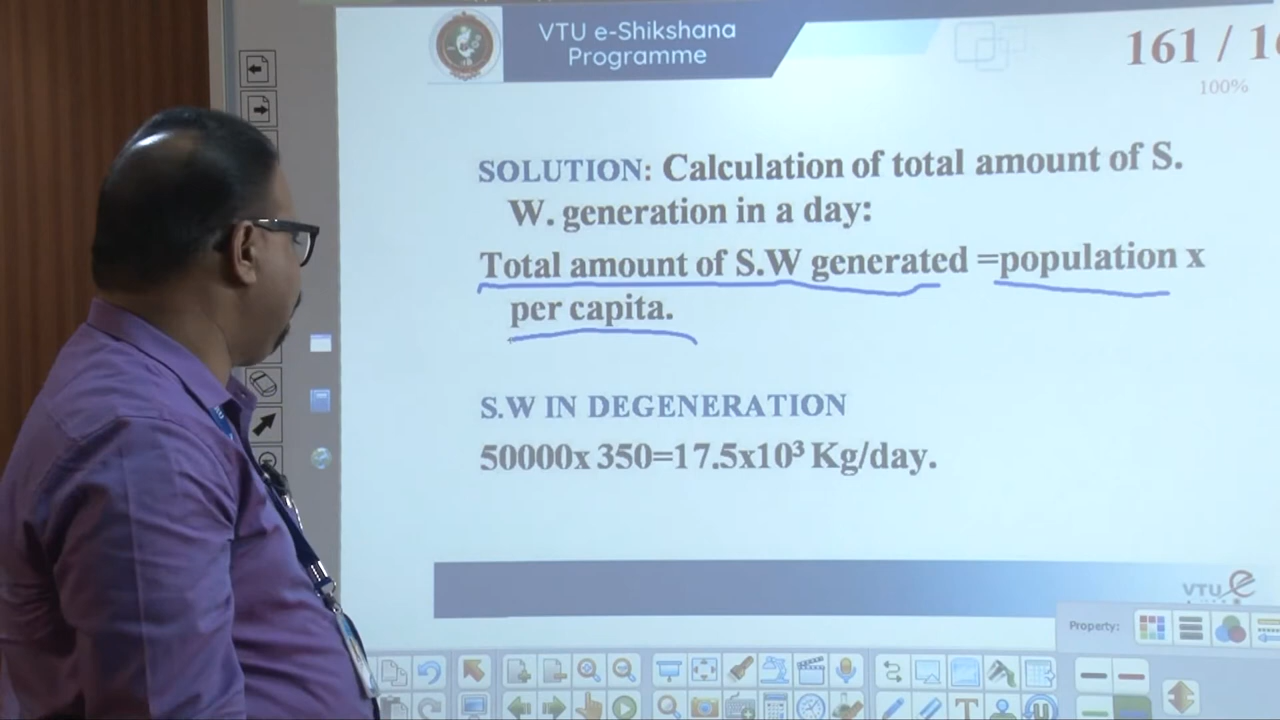 VTU e-Shikshana
Programme
161 / 16
100%
SOLUTION: Calculation of total amount of S.
W. generation in a day:
Total amount of S.W generated =population x
per capita.
S.W IN DEGENERATION
50000x 350=17.5x10³ Kg/day.
VTU e
Property: